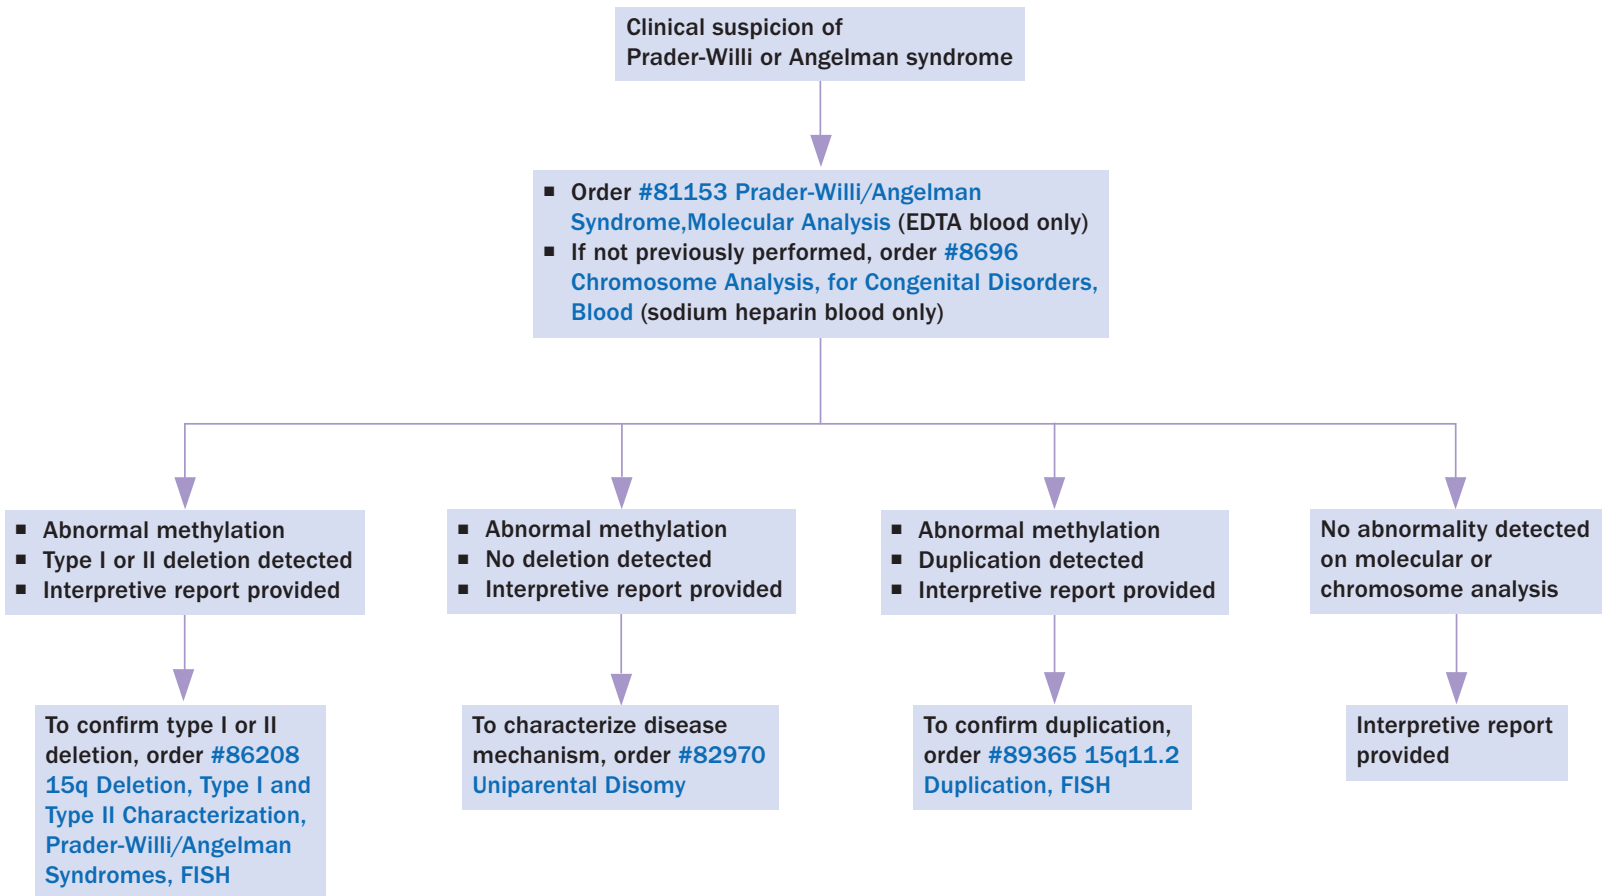 Clinical suspicion of
Prader-Willi or Angelman syndrome
▪ Order #81153 Prader-Willi/Angelman
Syndrome,Molecular Analysis (EDTA blood only)
▪ If not previously performed, order #8696
Chromosome Analysis, for Congenital Disorders,
Blood (sodium heparin blood only)
▪ Abnormal methylation
▪ Type I or II deletion detected
▪ Interpretive report provided
▪ Abnormal methylation
▪ No deletion detected
▪ Interpretive report provided
▪ Abnormal methylation
▪ Duplication detected
▪ Interpretive report provided
No abnormality detected
on molecular or
chromosome analysis
To confirm type I or II
deletion, order #86208
15q Deletion, Type I and
Type II Characterization,
Prader-Willi/Angelman
Syndromes, FISH
To characterize disease
mechanism, order #82970
Uniparental Disomy
To confirm duplication,
order #89365 15q11.2
Duplication, FISH
Interpretive report
provided